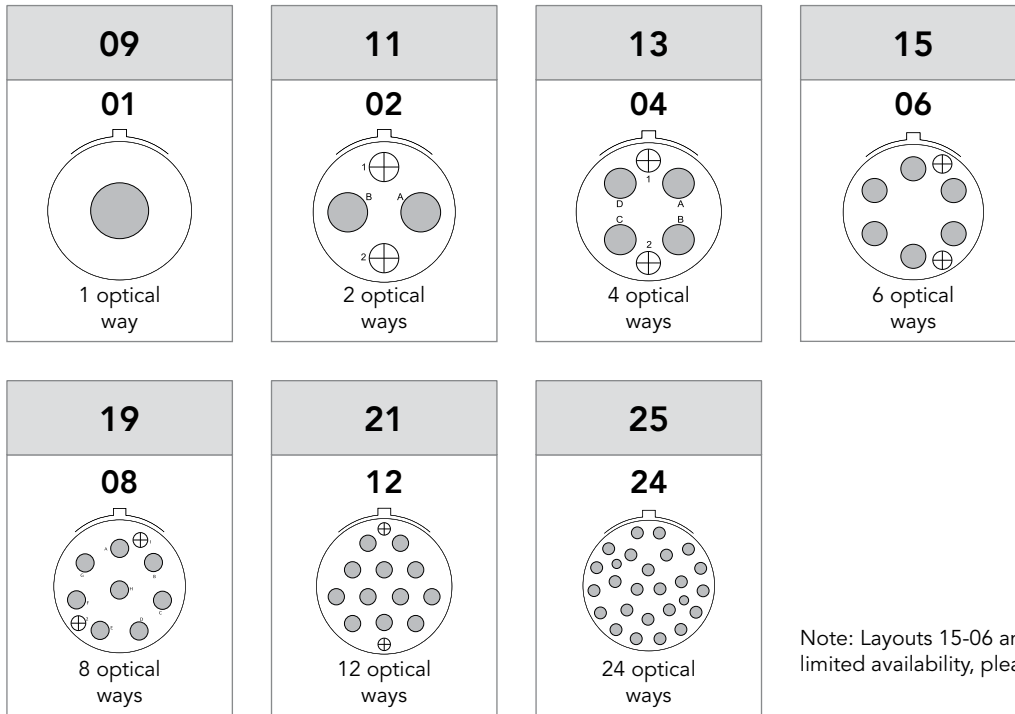 09
11
13
15
01
02
04
06
1
B
A
2
1
D
A
C
B
2
1 optical
way
2 optical
ways
4 optical
ways
6 optical
ways
19
21
25
08
12
24
A
1
G
B
H
F
C
2
E
D
8 optical
ways
12 optical
ways
24 optical
ways
Note: Layouts 15-06
limited availability,